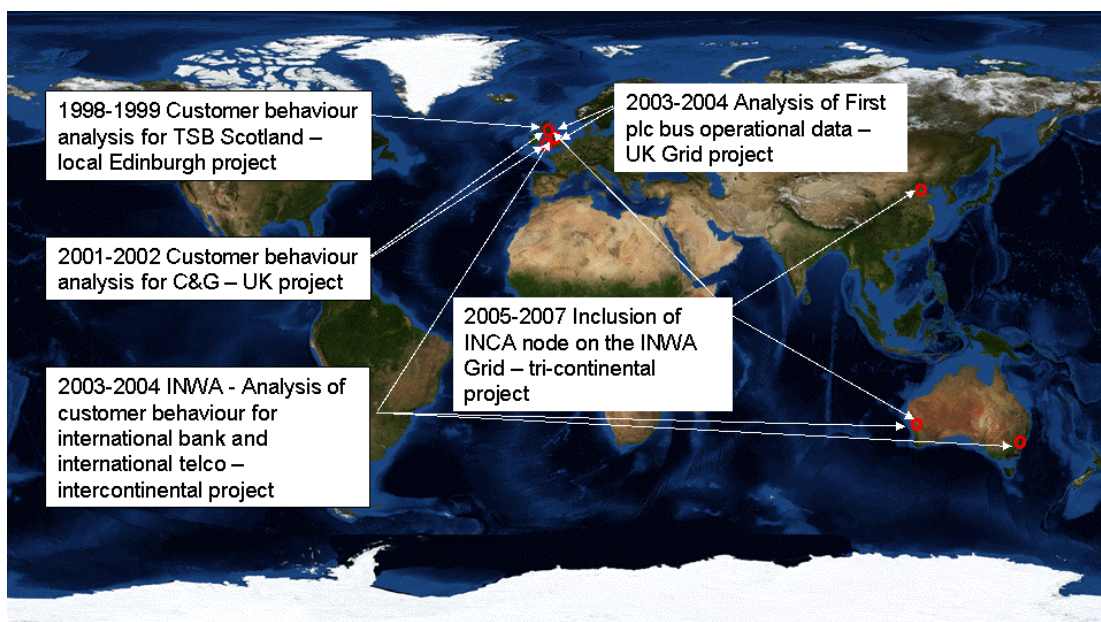 1998-1999 Customer behaviour
analysis for TSB Scotland –
local Edinburgh project
2003-2004 Analysis of First
plc bus operational data –
UK Grid project
2001-2002 Customer behaviour
analysis for C&G – UK project
2005-2007 Inclusion of
INCA node on the INWA
Grid – tri-continental
project
2003-2004 INWA - Analysis of
customer behaviour for
international bank and
international telco –
intercontinental project